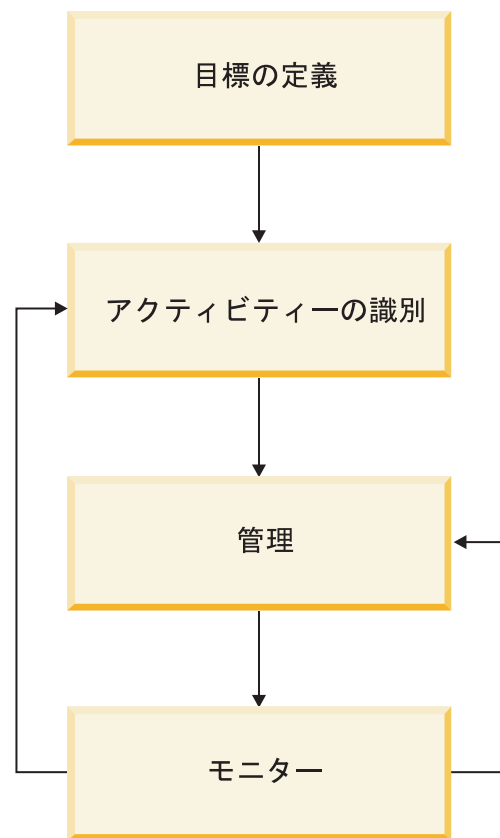 目標の定義
アクティビティーの識別
管理
モニター